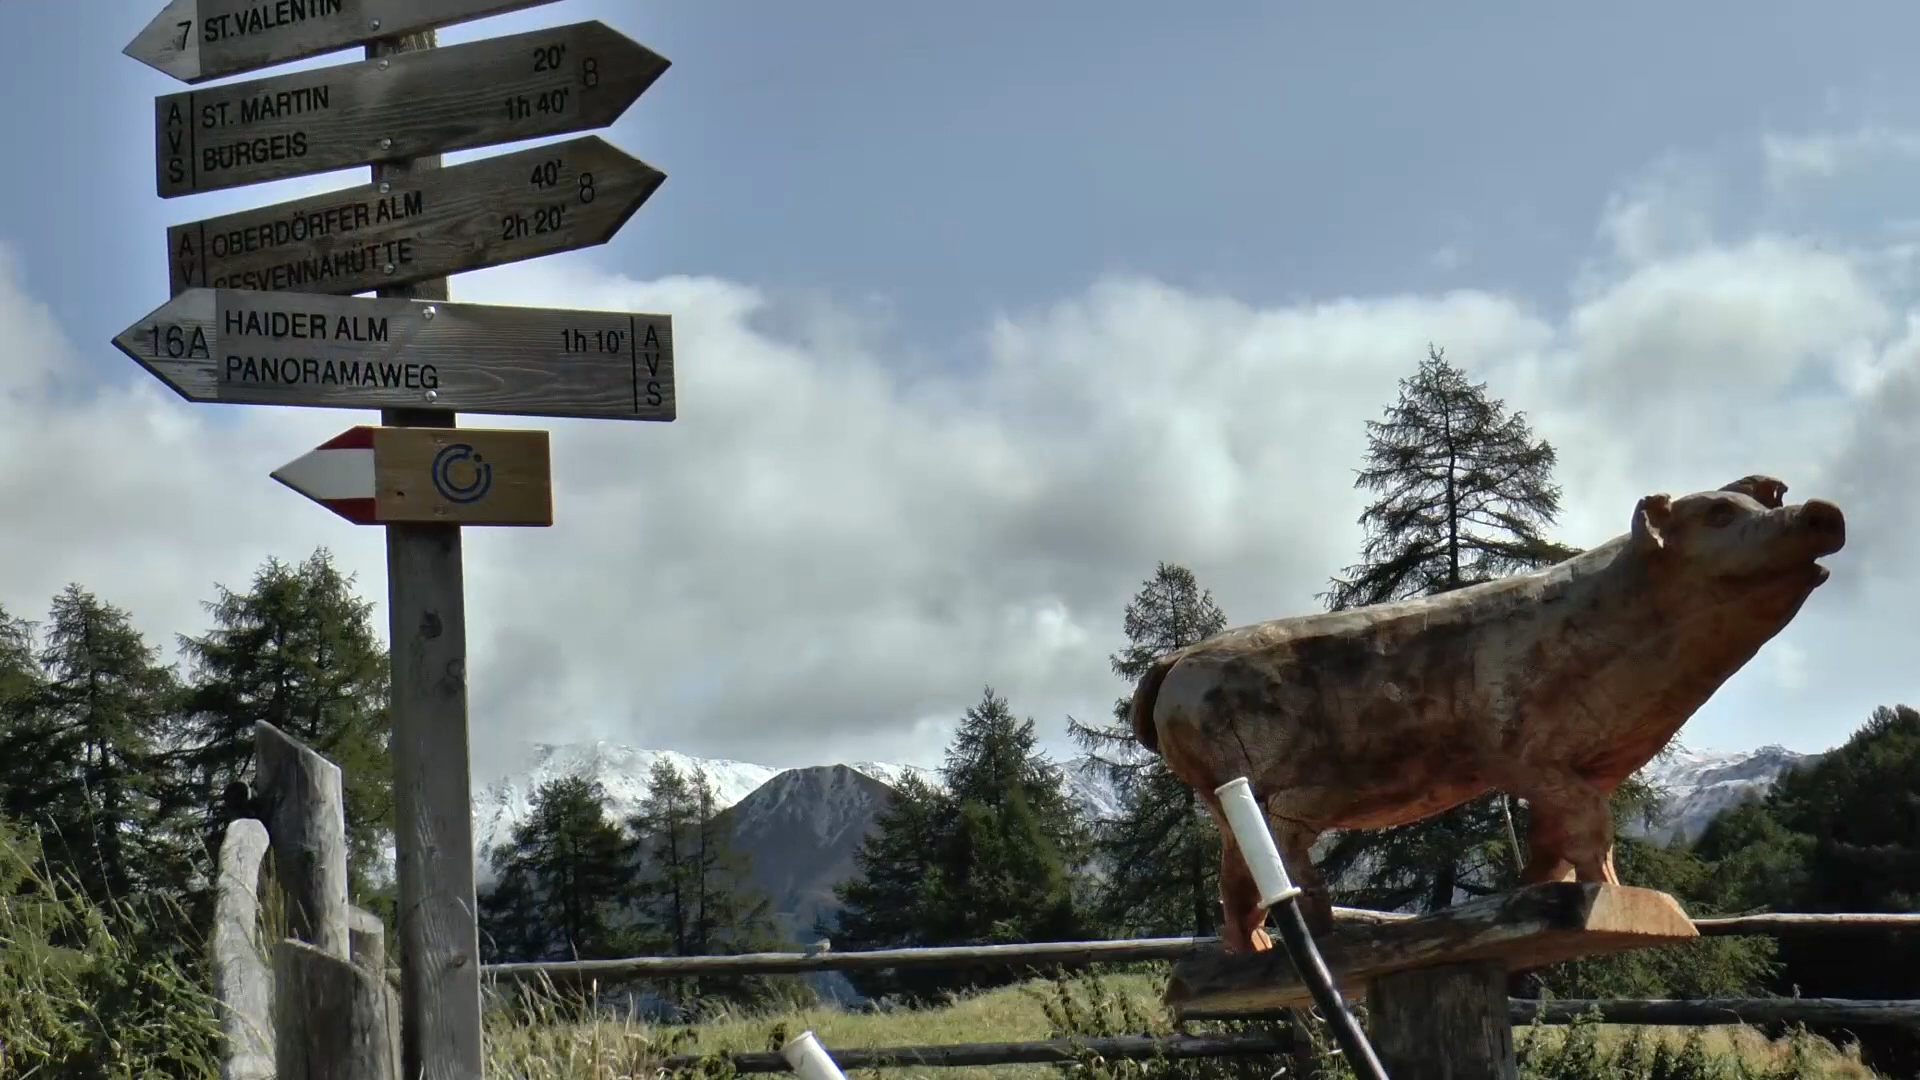 7 ST.VALENTIN
AVS ST. MARTIN 20' 8
BURGEIS 1h 40'
AV OBERDÖRFER ALM 40' 8
SESVENNAHÜTTE 2h 20'
16A HAIDER ALM 1h 10' AVS
PANORAMAWEG